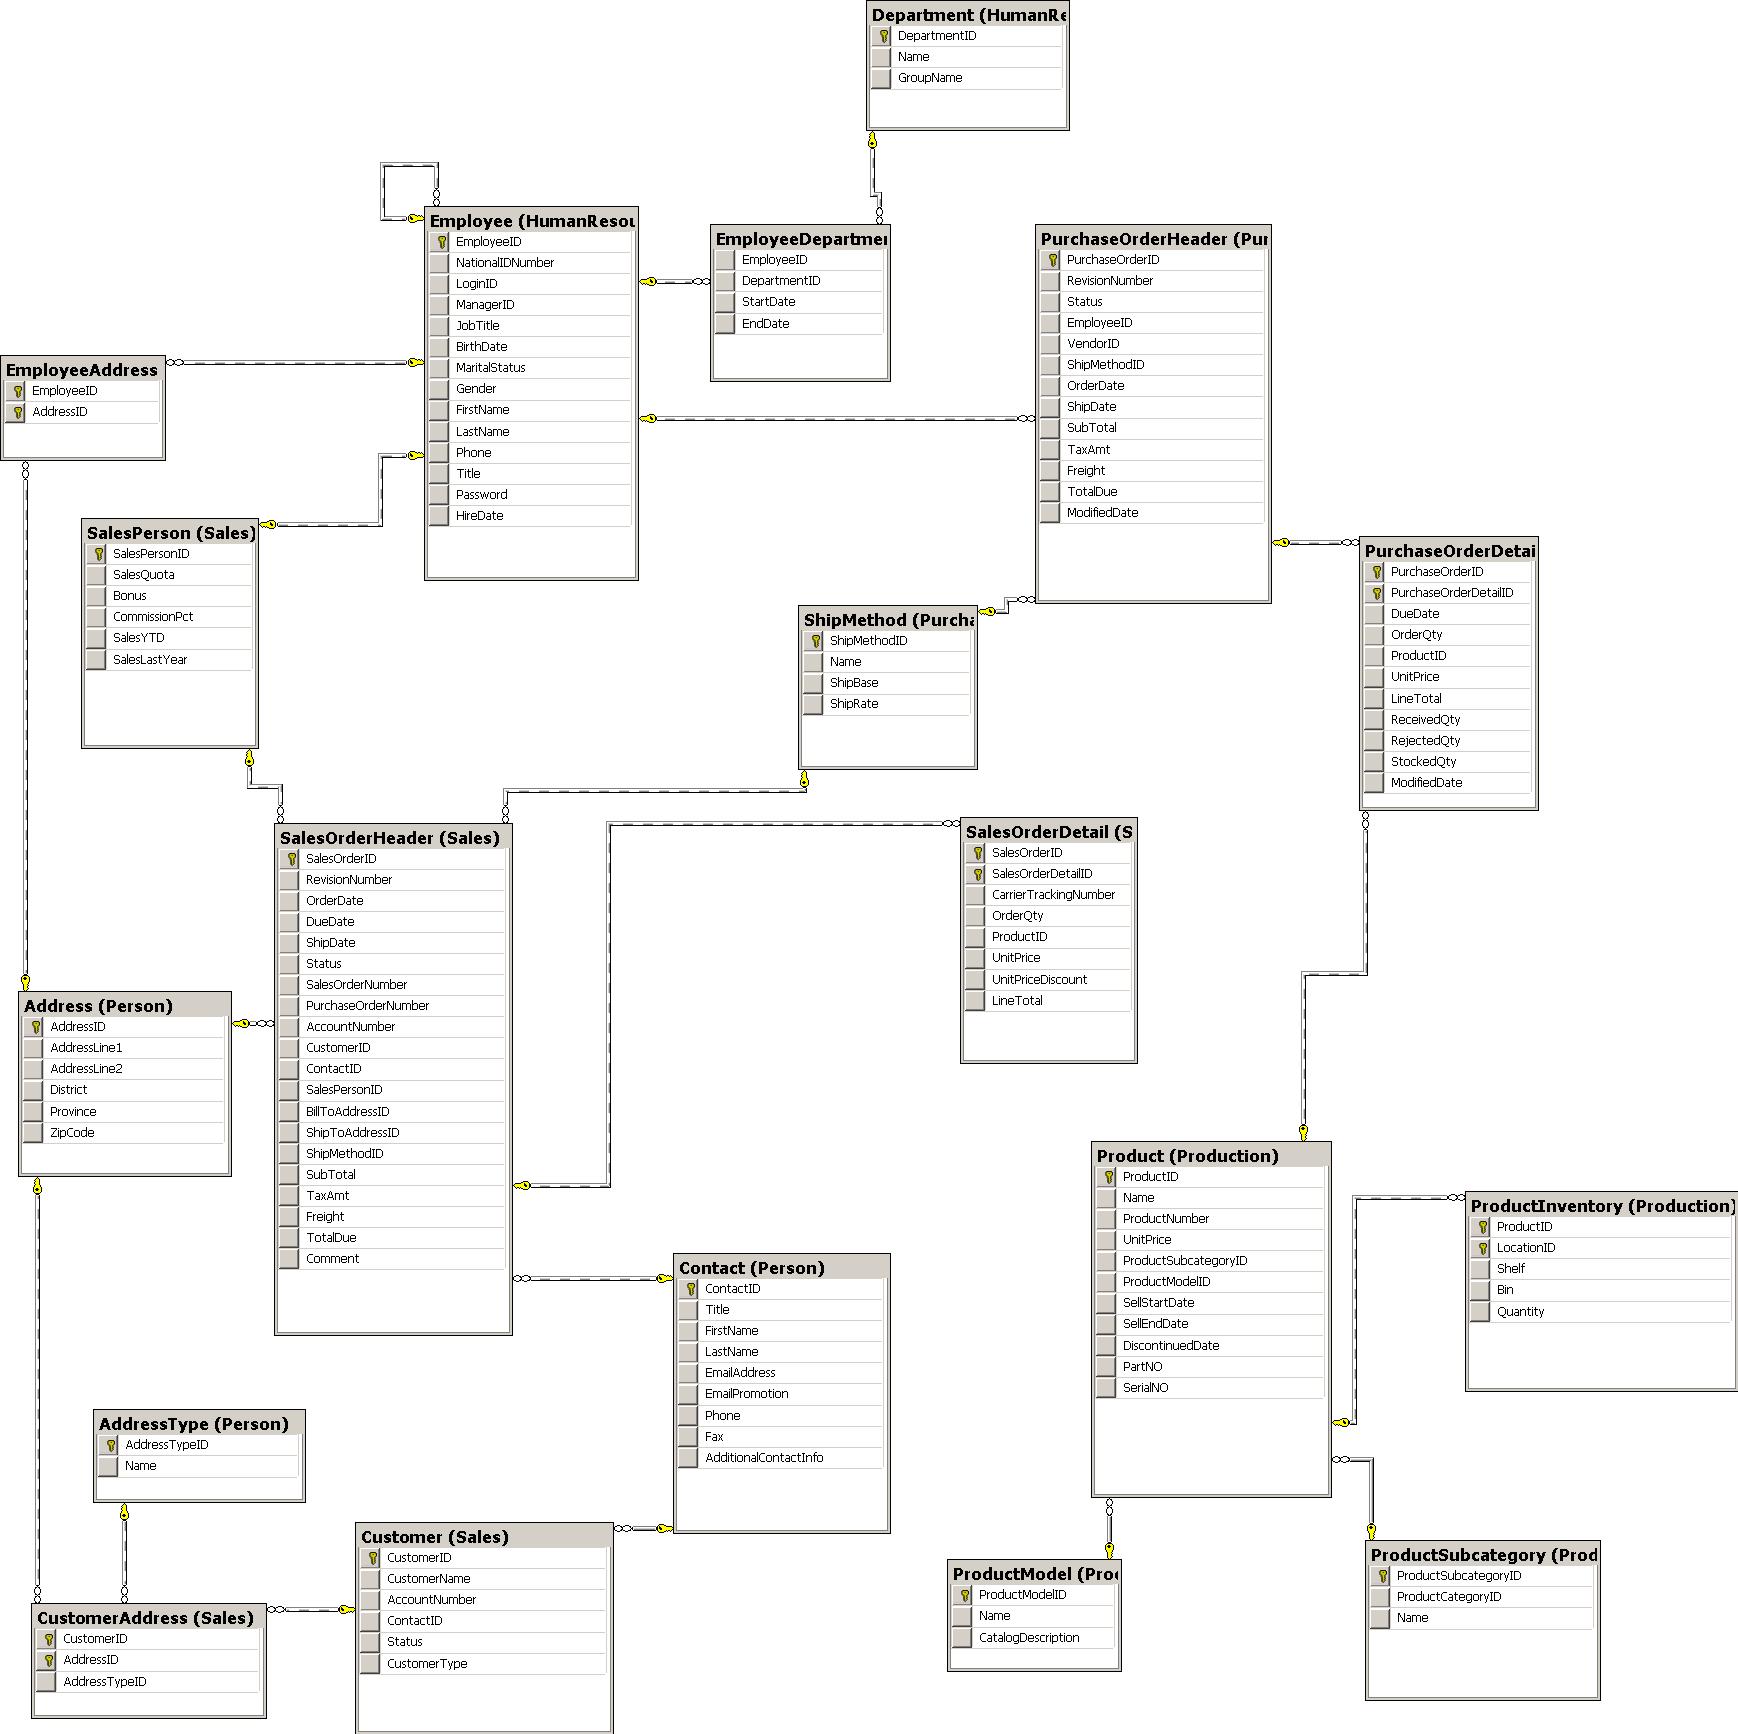 Department (HumanRe
DepartmentID
Name
GroupName
Employee (HumanResou
EmployeeID
NationalIDNumber
LoginID
ManagerID
JobTitle
BirthDate
MaritalStatus
Gender
FirstName
LastName
Phone
Title
Password
HireDate
EmployeeDepartmen
EmployeeID
DepartmentID
StartDate
EndDate
PurchaseOrderHeader (Pur
PurchaseOrderID
RevisionNumber
Status
EmployeeID
VendorID
ShipMethodID
OrderDate
ShipDate
SubTotal
TaxAmt
Freight
TotalDue
ModifiedDate
EmployeeAddress
EmployeeID
AddressID
SalesPerson (Sales)
SalesPersonID
SalesQuota
Bonus
CommissionPct
SalesYTD
SalesLastYear
ShipMethod (Purcha
ShipMethodID
Name
ShipBase
ShipRate
PurchaseOrderDetai
PurchaseOrderID
PurchaseOrderDetailID
DueDate
OrderQty
ProductID
UnitPrice
LineTotal
ReceivedQty
RejectedQty
StockedQty
ModifiedDate
SalesOrderHeader (Sales)
SalesOrderID
RevisionNumber
OrderDate
DueDate
ShipDate
Status
SalesOrderNumber
PurchaseOrderNumber
AccountNumber
CustomerID
ContactID
SalesPersonID
BillToAddressID
ShipToAddressID
ShipMethodID
SubTotal
TaxAmt
Freight
TotalDue
Comment
SalesOrderDetail (S
SalesOrderID
SalesOrderDetailID
CarrierTrackingNumber
OrderQty
ProductID
UnitPrice
UnitPriceDiscount
LineTotal
Address (Person)
AddressID
AddressLine1
AddressLine2
District
Province
ZipCode
Product (Production)
ProductID
Name
ProductNumber
UnitPrice
ProductSubcategoryID
ProductModelID
SellStartDate
SellEndDate
DiscontinuedDate
PartNO
SerialNO
ProductInventory (Production)
ProductID
LocationID
Shelf
Bin
Quantity
Contact (Person)
ContactID
Title
FirstName
LastName
EmailAddress
EmailPromotion
Phone
Fax
AdditionalContactInfo
AddressType (Person)
AddressTypeID
Name
Customer (Sales)
CustomerID
CustomerName
AccountNumber
ContactID
Status
CustomerType
CustomerAddress (Sales)
CustomerID
AddressID
AddressTypeID
ProductModel (Proc
ProductModelID
Name
CatalogDescription
ProductSubcategory (Prod
ProductSubcategoryID
ProductCategoryID
Name